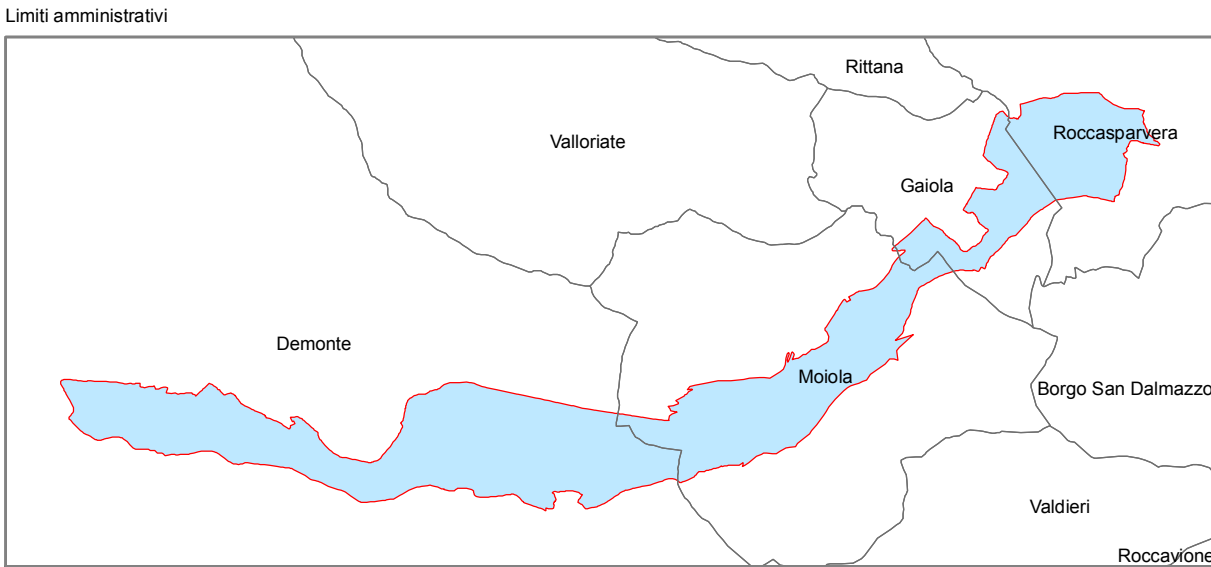 Limiti amministrativi
Rittana
Roccasparvera
Valloriate
Gaiola
Demonte
Moiola
Borgo San Dalmazzo
Valdieri
Roccavione